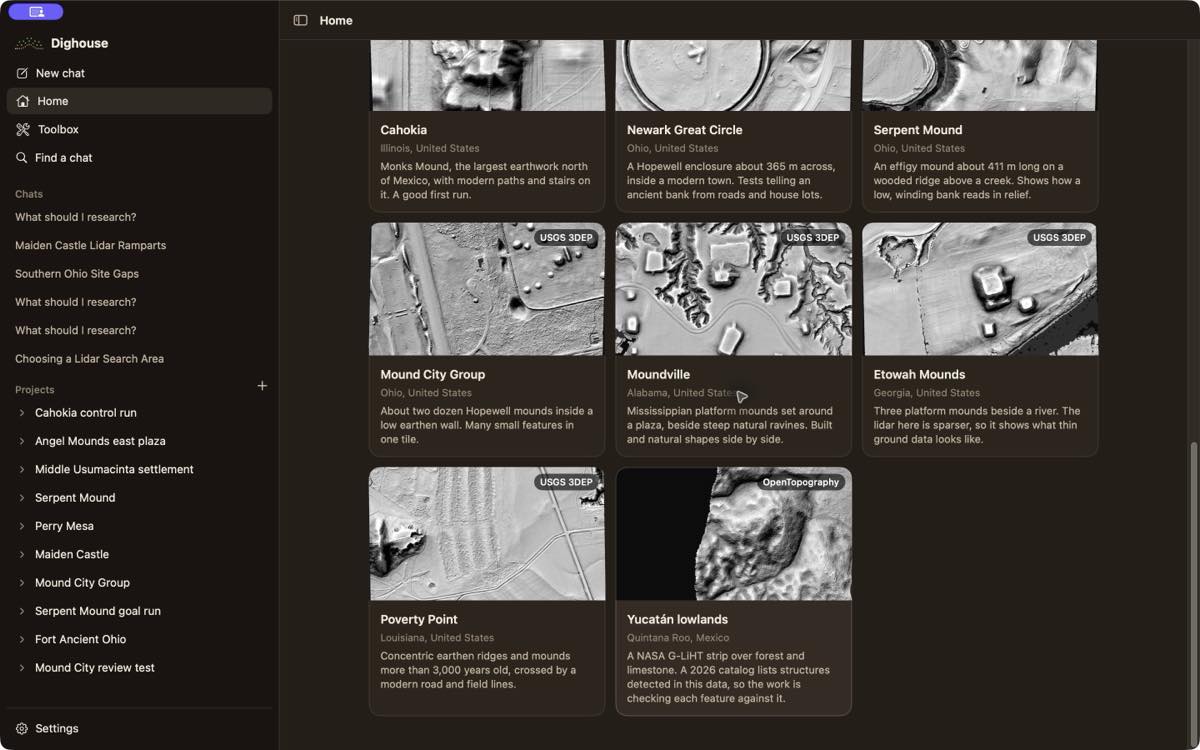 Dighouse
New chat
Home
Toolbox
Find a chat
Chats
What should I research?
Maiden Castle Lidar Ramparts
Southern Ohio Site Gaps
What should I research?
What should I research?
Choosing a Lidar Search Area
Projects
Cahokia control run
Angel Mounds east plaza
Middle Usumacinta settlement
Serpent Mound
Perry Mesa
Maiden Castle
Mound City Group
Serpent Mound goal run
Fort Ancient Ohio
Mound City review test
Settings
Home
Cahokia
Illinois, United States
Monks Mound, the largest earthwork north
of Mexico, with modern paths and stairs on
it. A good first run.
Newark Great Circle
Ohio, United States
A Hopewell enclosure about 365 m across,
inside a modern town. Tests telling an
ancient bank from roads and house lots.
Serpent Mound
Ohio, United States
An effigy mound about 411 m long on a
wooded ridge above a creek. Shows how a
low, winding bank reads in relief.
USGS 3DEP
Mound City Group
Ohio, United States
About two dozen Hopewell mounds inside a
low earthen wall. Many small features in
one tile.
USGS 3DEP
Moundville
Alabama, United States
Mississippian platform mounds set around
a plaza, beside steep natural ravines. Built
and natural shapes side by side.
USGS 3DEP
Etowah Mounds
Georgia, United States
Three platform mounds beside a river. The
lidar here is sparser, so it shows what thin
ground data looks like.
USGS 3DEP
Poverty Point
Louisiana, United States
Concentric earthen ridges and mounds
more than 3,000 years old, crossed by a
modern road and field lines.
OpenTopography
Yucatán lowlands
Quintana Roo, Mexico
A NASA G-LiHT strip over forest and
limestone. A 2026 catalog lists structures
detected in this data, so the work is
checking each feature against it.